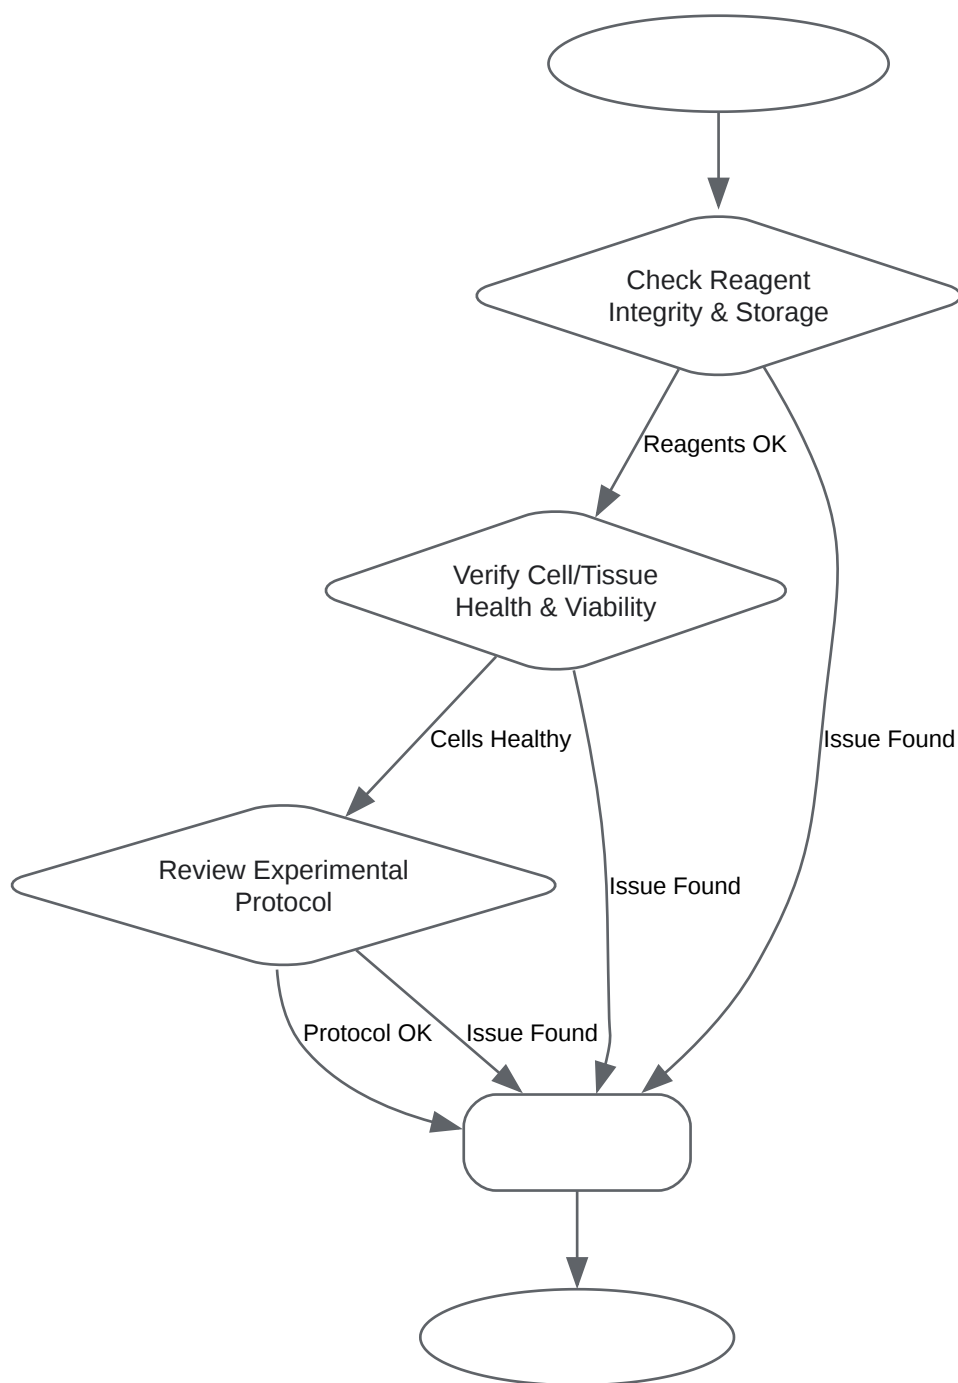 Check Reagent
Integrity & Storage
Reagents OK
Verify Cell/Tissue
Health & Viability
Cells Healthy
Issue Found
Review Experimental
Protocol
Issue Found
Protocol OK
Issue Found